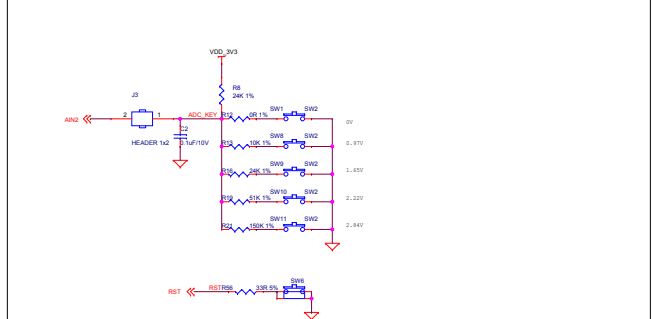 VDD_3V3
R8
24K 1%
J3
AIN2 2 1 ADC_KEY
C2
0.1uF/10V
HEADER 1x2
SW1 SW2
R12 0R 1%
0V
SW8 SW2
R13 10K 1%
0.97V
SW9 SW2
R16 24K 1%
1.65V
SW10 SW2
R19 51K 1%
2.22V
SW11 SW2
R21 150K 1%
2.84V
SW6
RST RST R56 33R 5%